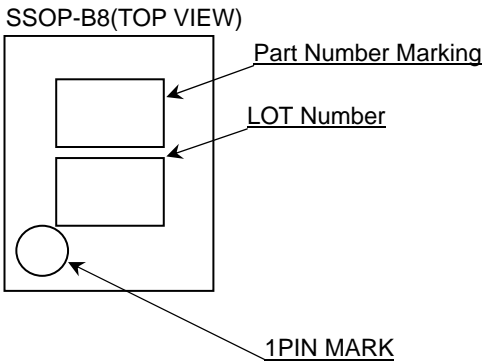 SSOP-B8(TOP VIEW)
Part Number Marking
LOT Number
1PIN MARK